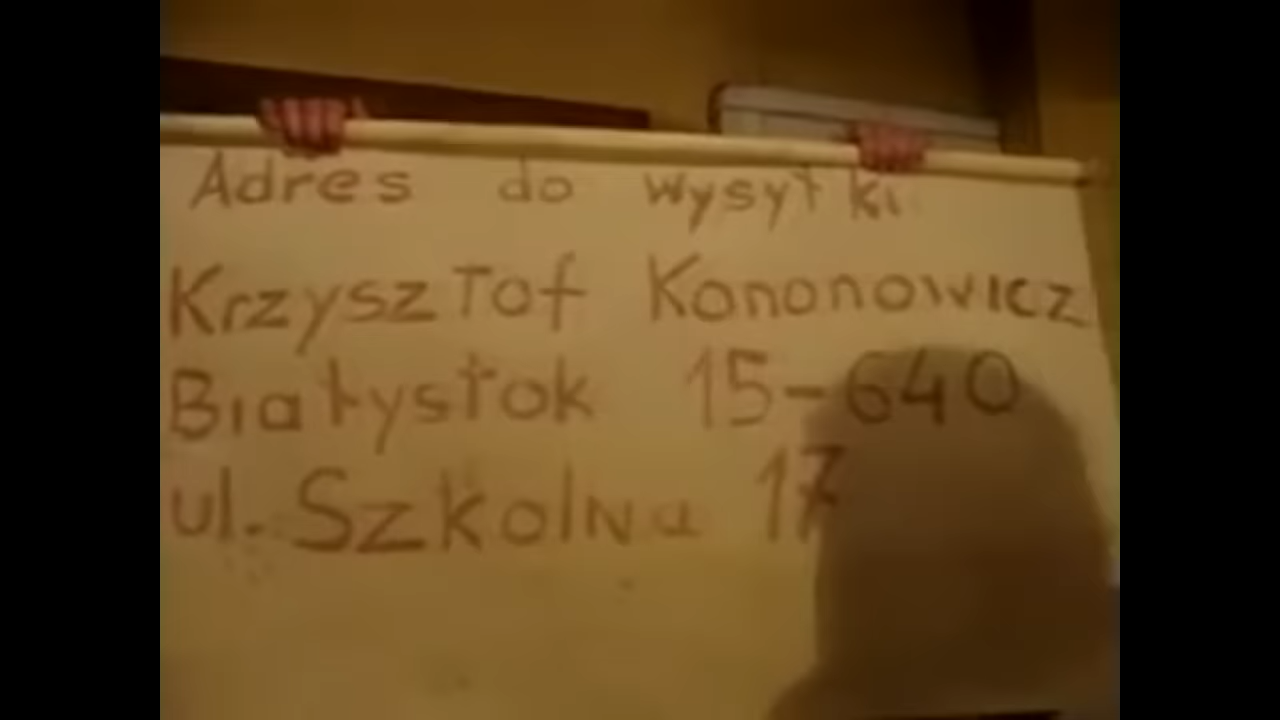 Adres do wysyłki
Krzysztof Kononowicz
Białystok 15-640
ul. Szkolna 17